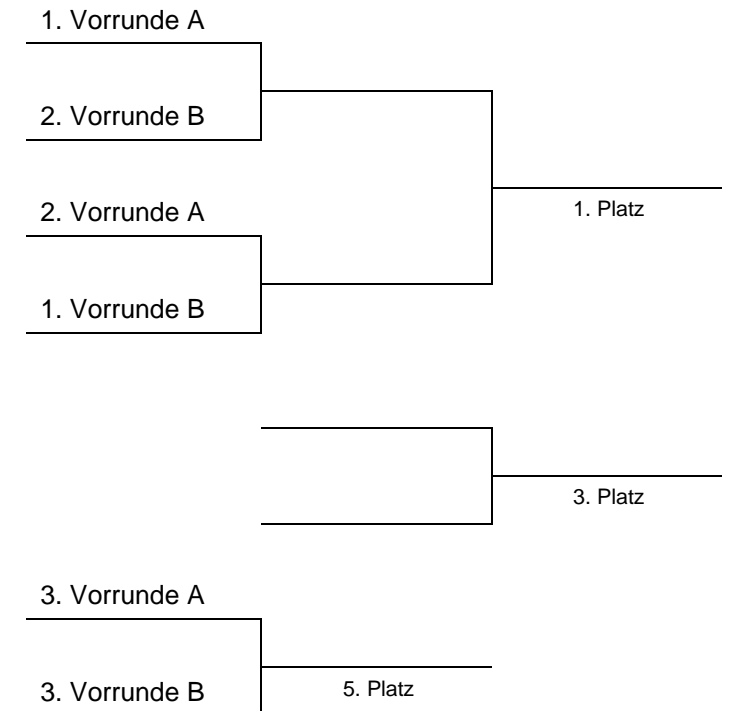 1. Vorrunde A
2. Vorrunde B
2. Vorrunde A
1. Platz
1. Vorrunde B
3. Platz
3. Vorrunde A
3. Vorrunde B
5. Platz